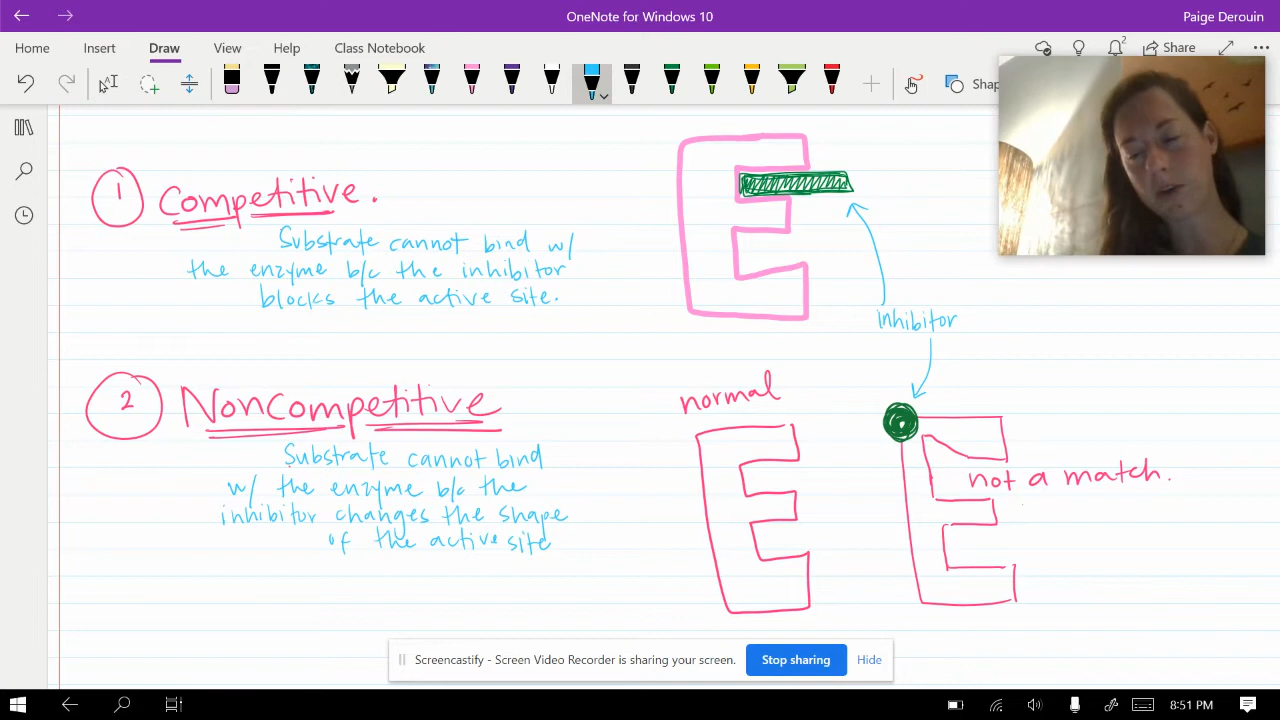 OneNote for Windows 10
Paige Derouin
Home Insert Draw View Help Class Notebook
2
Share
Shap
1 Competitive.
Substrate cannot bind w/
the enzyme b/c the inhibitor
blocks the active site.
inhibitor
2 Noncompetitive
Substrate cannot bind
w/ the enzyme b/c the
inhibitor changes the shape
of the active site
normal
not a match.
Screencastify - Screen Video Recorder is sharing your screen.
Stop sharing
Hide
8:51 PM